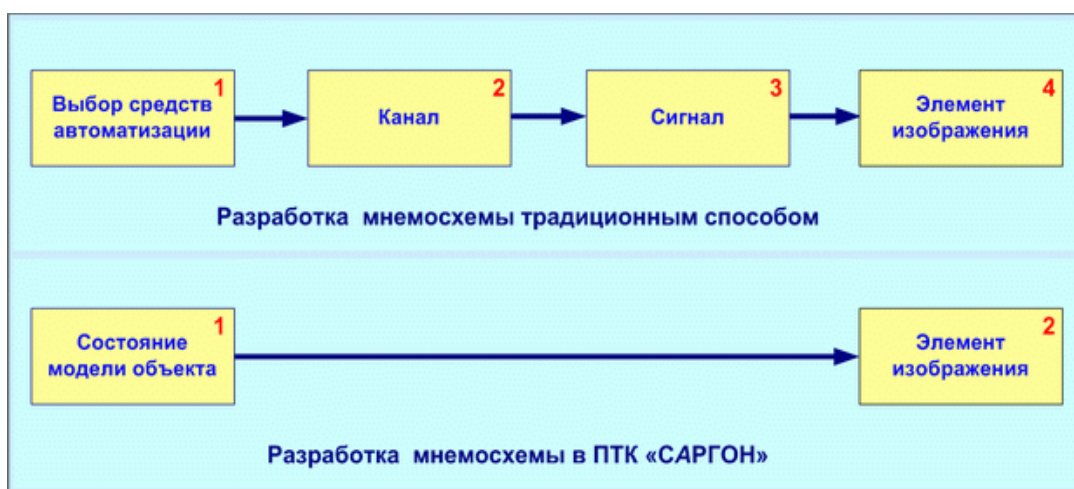 1
Выбор средств
автоматизации
2
Канал
3
Сигнал
4
Элемент
изображения
Разработка мнемосхемы традиционным способом
1
Состояние
модели объекта
2
Элемент
изображения
Разработка мнемосхемы в ПТК «САРГОН»